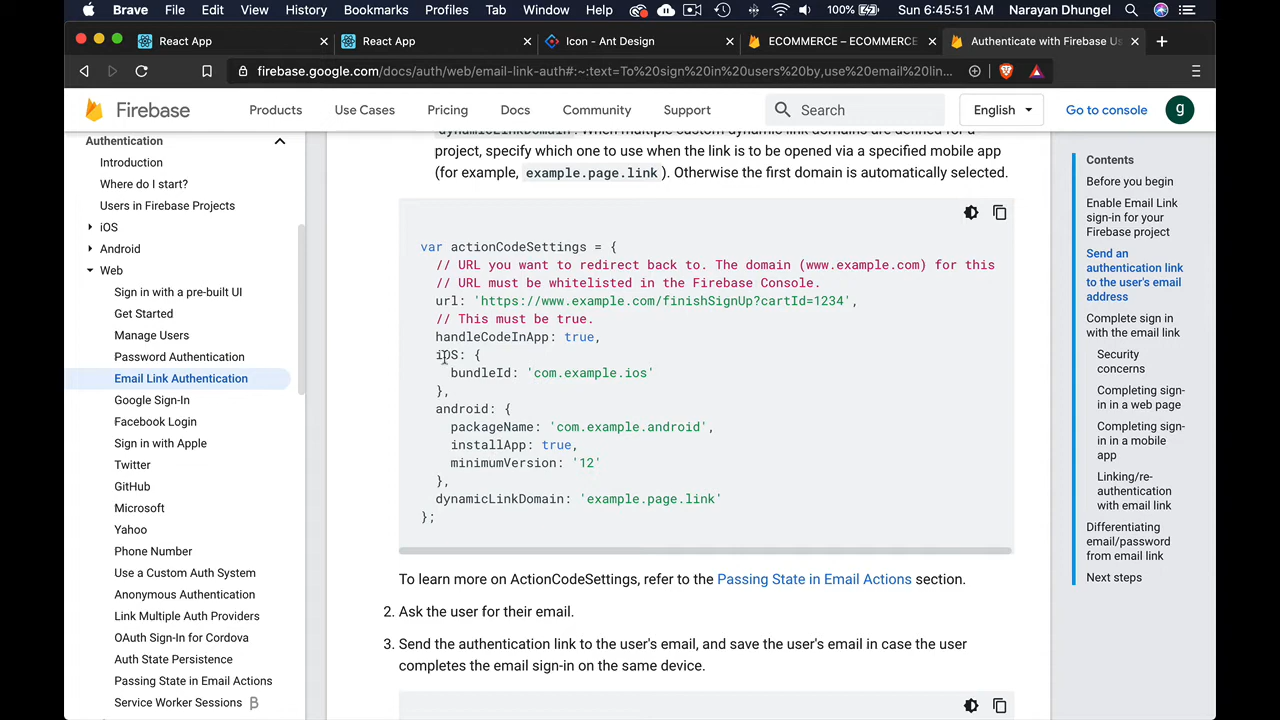 Brave File Edit View History Bookmarks Profiles Tab Window Help 100% Sun 6:45:51 AM Narayan Dhungel
React App × React App × Icon - Ant Design × ECOMMERCE – ECOMMERCE × Authenticate with Firebase Us ×
firebase.google.com/docs/auth/web/email-link-auth#:~:text=To%20sign%20in%20users%20by,use%20email%20lin...
Firebase Products Use Cases Pricing Docs Community Support Search English Go to console g
Authentication
Introduction
Where do I start?
Users in Firebase Projects
iOS
Android
Web
Sign in with a pre-built UI
Get Started
Manage Users
Password Authentication
Email Link Authentication
Google Sign-In
Facebook Login
Sign in with Apple
Twitter
GitHub
Microsoft
Yahoo
Phone Number
Use a Custom Auth System
Anonymous Authentication
Link Multiple Auth Providers
OAuth Sign-In for Cordova
Auth State Persistence
Passing State in Email Actions
Service Worker Sessions β
dynamicLinkDomain : When multiple custom dynamic link domains are defined for a
project, specify which one to use when the link is to be opened via a specified mobile app
(for example, example.page.link ). Otherwise the first domain is automatically selected.
var actionCodeSettings = {
// URL you want to redirect back to. The domain (www.example.com) for this
// URL must be whitelisted in the Firebase Console.
url: 'https://www.example.com/finishSignUp?cartId=1234',
// This must be true.
handleCodeInApp: true,
iOS: {
bundleId: 'com.example.ios'
},
android: {
packageName: 'com.example.android',
installApp: true,
minimumVersion: '12'
},
dynamicLinkDomain: 'example.page.link'
};
To learn more on ActionCodeSettings, refer to the Passing State in Email Actions section.
2. Ask the user for their email.
3. Send the authentication link to the user's email, and save the user's email in case the user
completes the email sign-in on the same device.
Contents
Before you begin
Enable Email Link
sign-in for your
Firebase project
Send an
authentication link
to the user's email
address
Complete sign in
with the email link
Security
concerns
Completing sign-
in in a web page
Completing sign-
in in a mobile
app
Linking/re-
authentication
with email link
Differentiating
email/password
from email link
Next steps